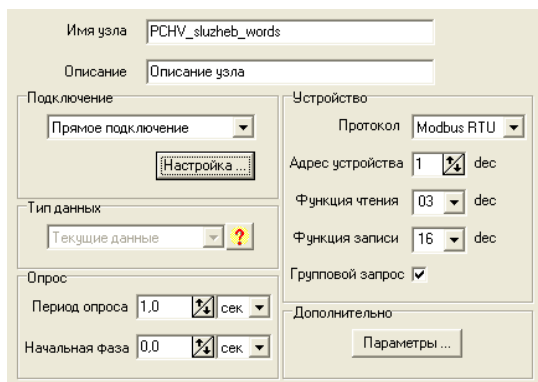 Имя узла PCHV_sluzheb_words
Описание Описание узла
Подключение
Прямое подключение
Настройка ...
Тип данных
Текущие данные ?
Опрос
Период опроса 1,0 сек
Начальная фаза 0,0 сек
Устройство
Протокол Modbus RTU
Адрес устройства 1 dec
Функция чтения 03 dec
Функция записи 16 dec
Групповой запрос
Дополнительно
Параметры ...